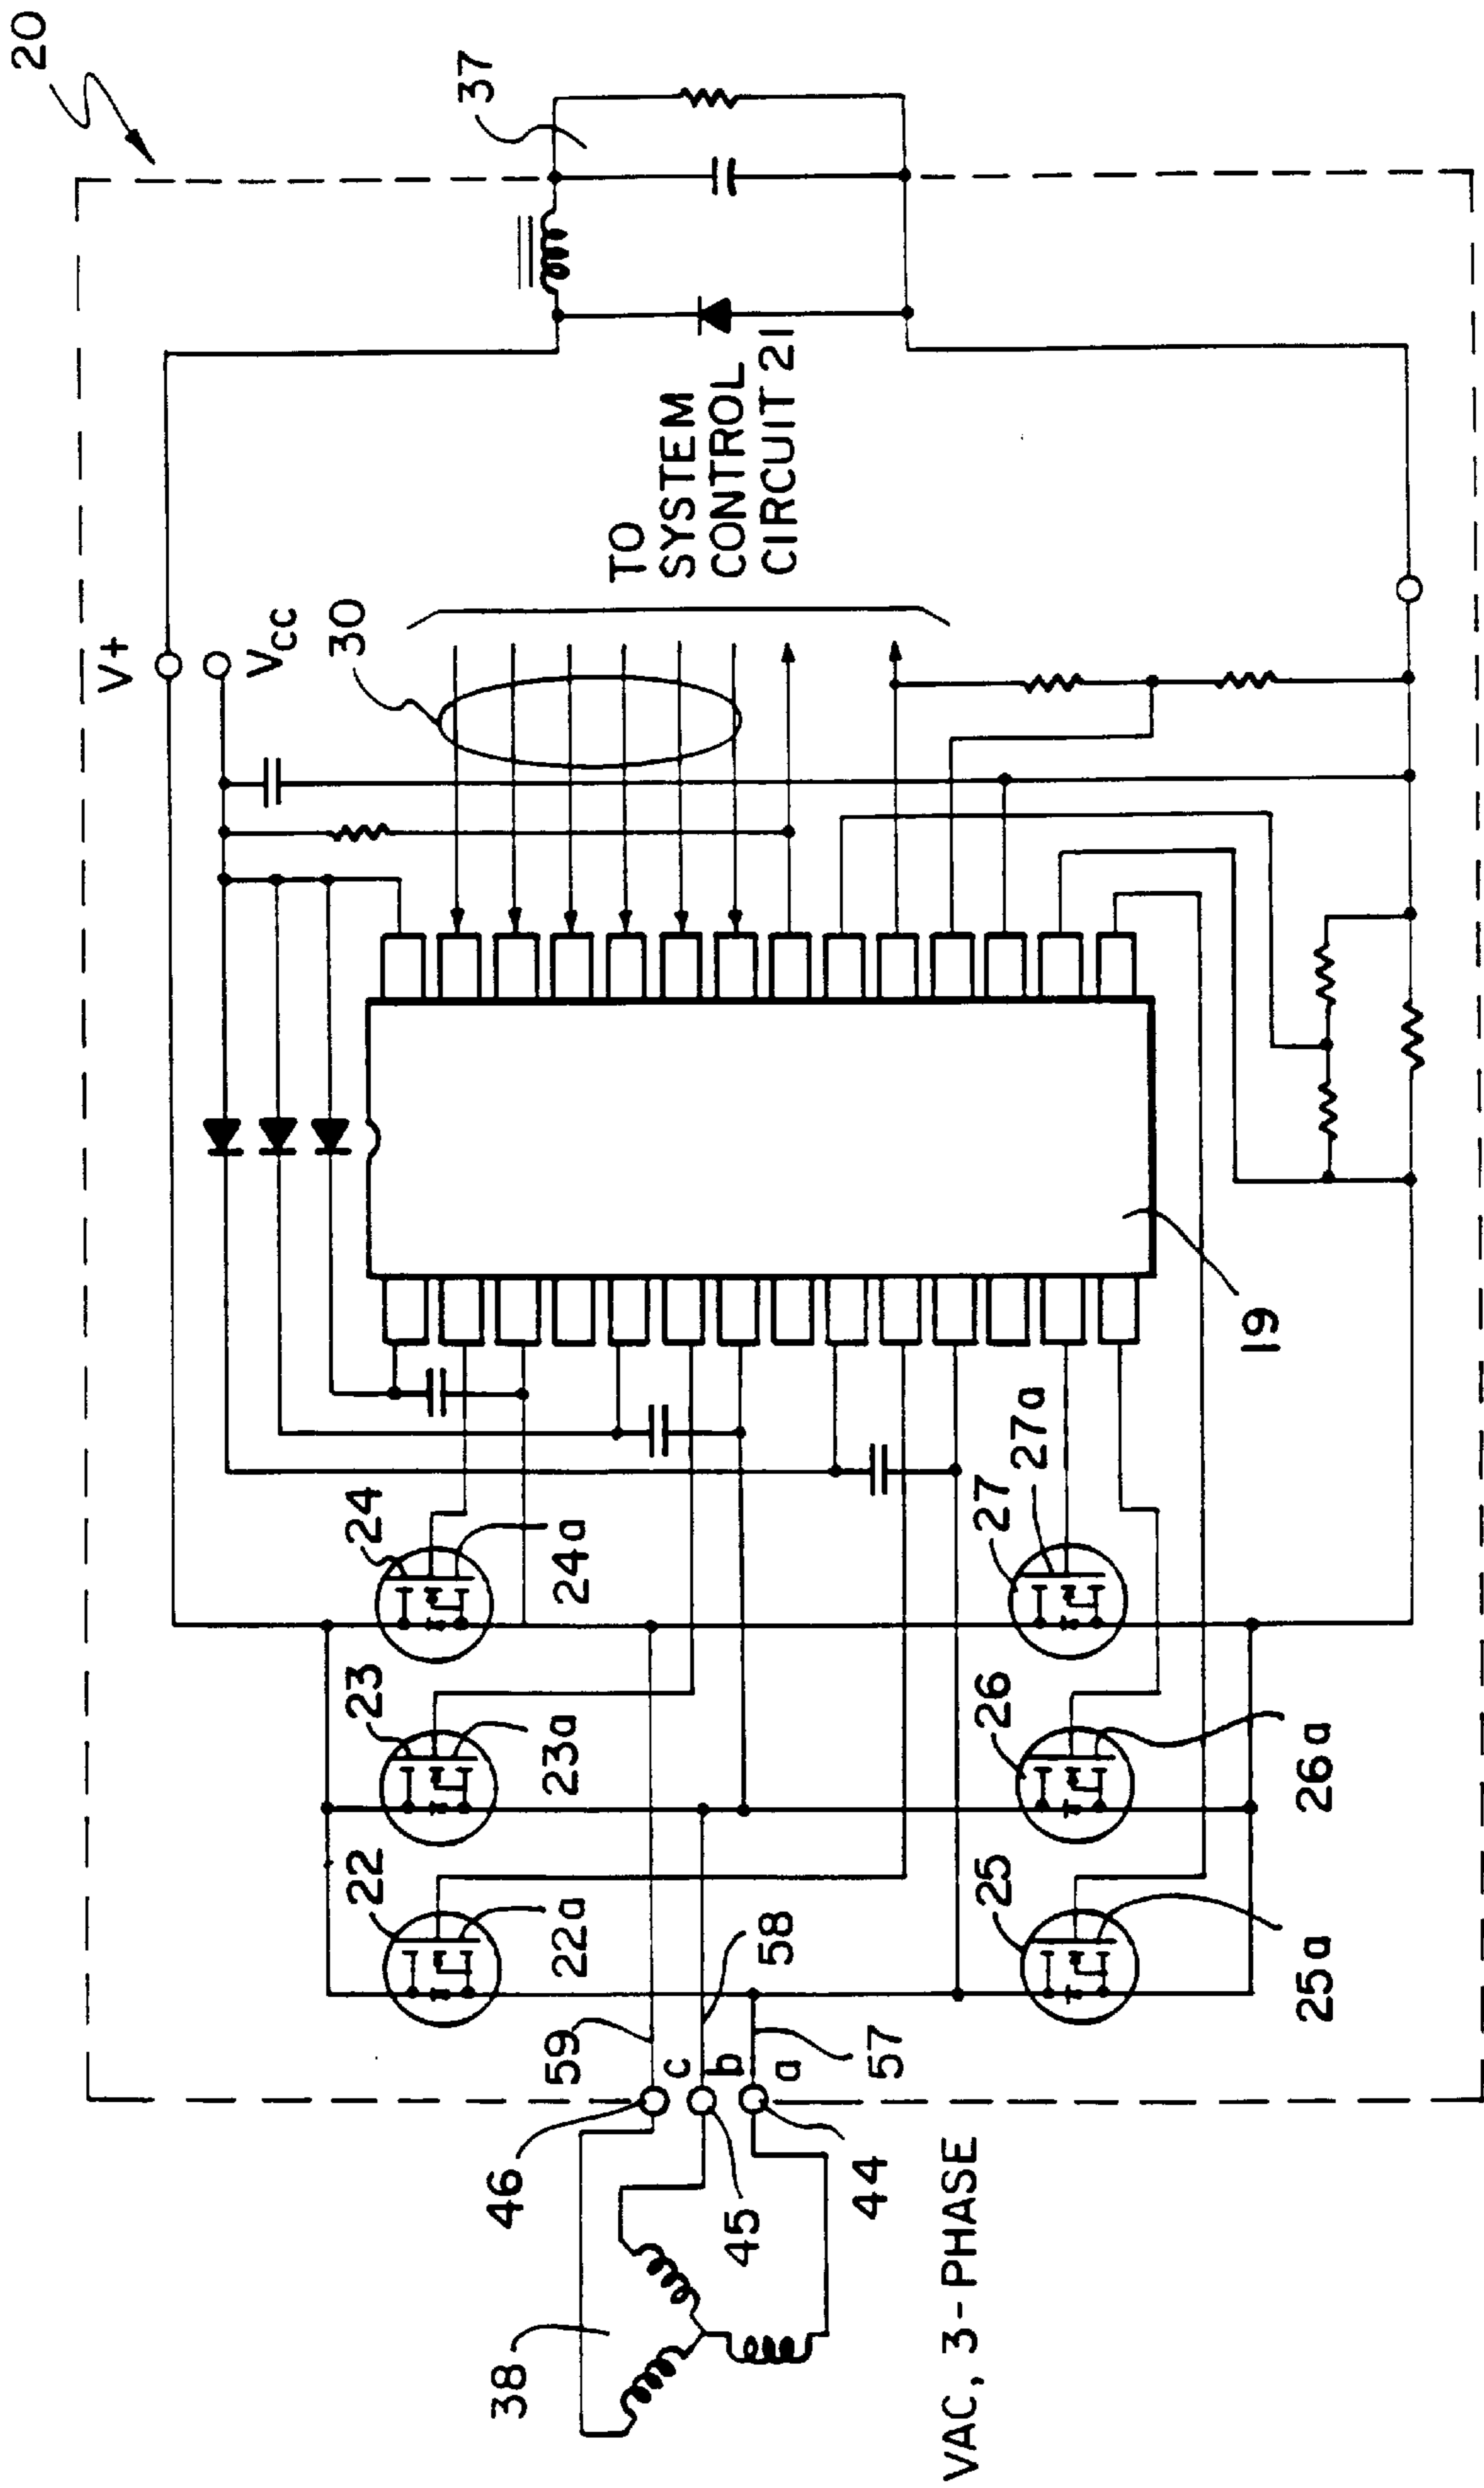 20
37
V+
VCC
30
TO
SYSTEM
CONTROL
CIRCUIT 21
19
24
24a
27
27a
23
23a
26
26a
22
22a
25
25a
59
58
57
c
b
a
46
45
44
38
VAC, 3-PHASE